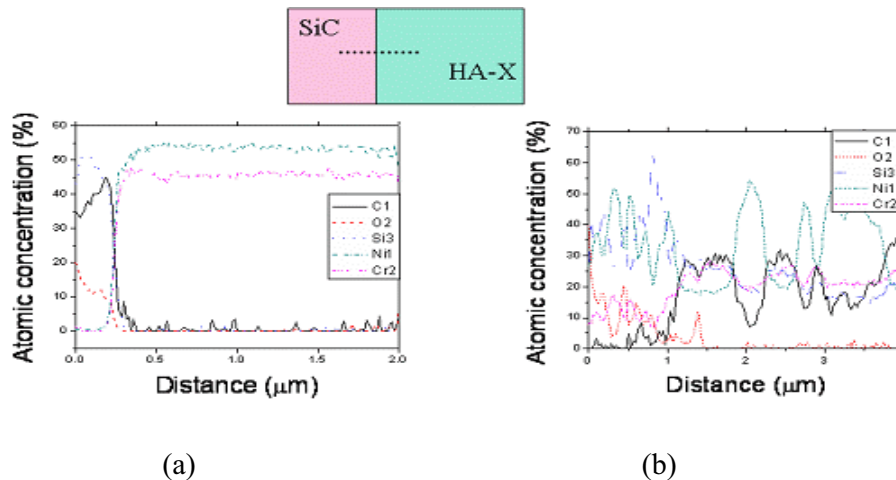 SiC
HA-X
60
50
40
30
20
10
0
Atomic concentration (%)
C1
O2
Si3
Ni1
Cr2
0.0 0.5 1.0 1.5 2.0
Distance (μm)
70
60
50
40
30
20
10
0
Atomic concentration (%)
C1
O2
Si3
Ni1
Cr2
0 1 2 3
Distance (μm)
(a) (b)